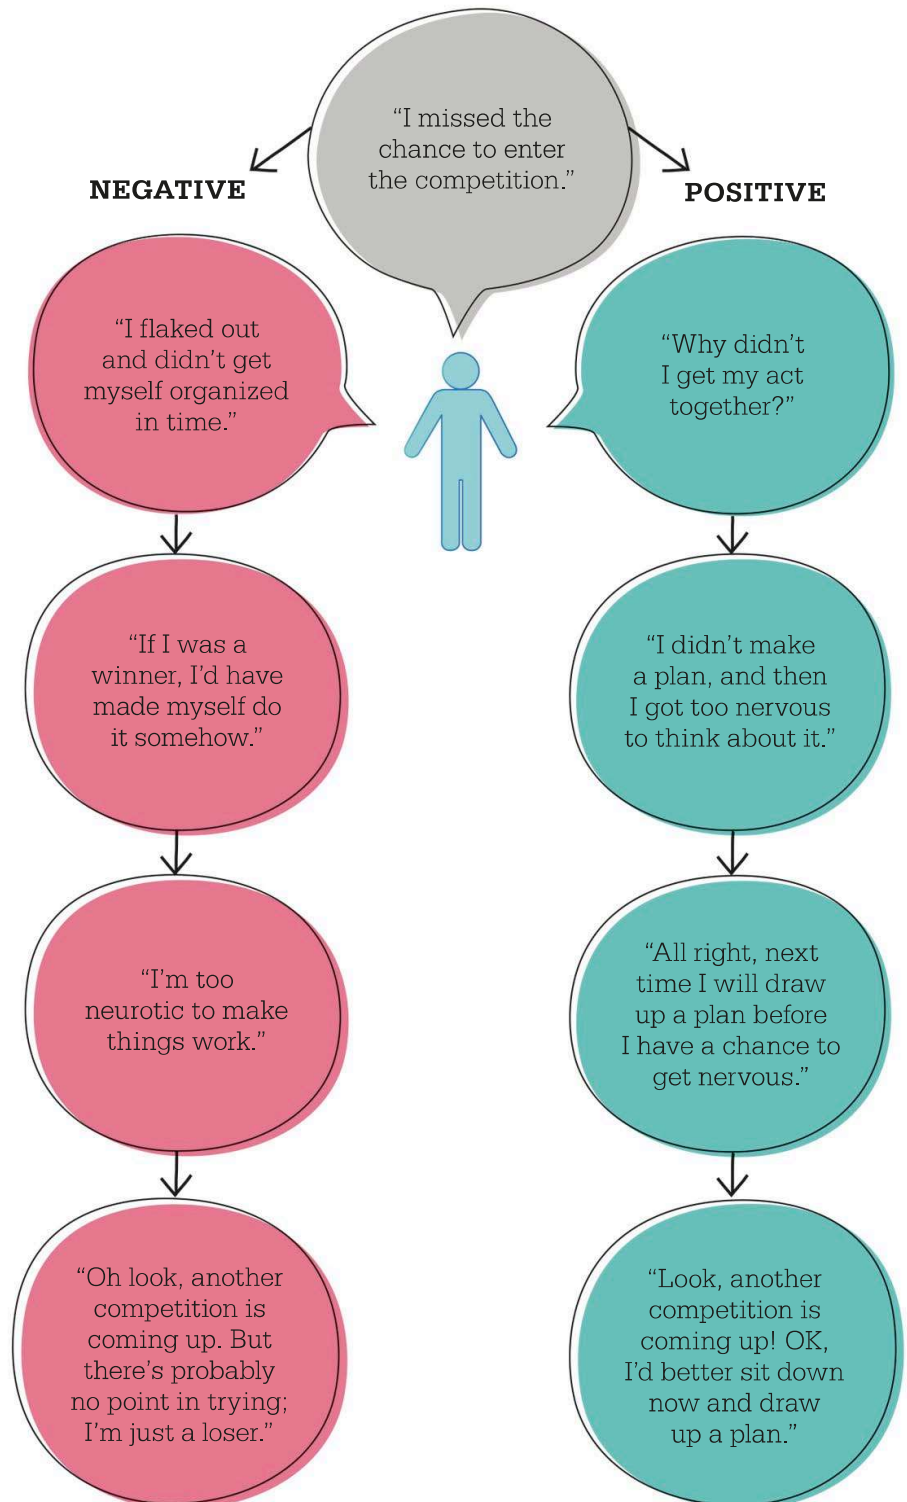 “I missed the
chance to enter
the competition.”
NEGATIVE
POSITIVE
“I flaked out
and didn’t get
myself organized
in time.”
“If I was a
winner, I’d have
made myself do
it somehow.”
“I’m too
neurotic to make
things work.”
“Oh look, another
competition is
coming up. But
there’s probably
no point in trying;
I’m just a loser.”
“Why didn’t
I get my act
together?”
“I didn’t make
a plan, and then
I got too nervous
to think about it.”
“All right, next
time I will draw
up a plan before
I have a chance to
get nervous.”
“Look, another
competition is
coming up! OK,
I’d better sit down
now and draw
up a plan.”